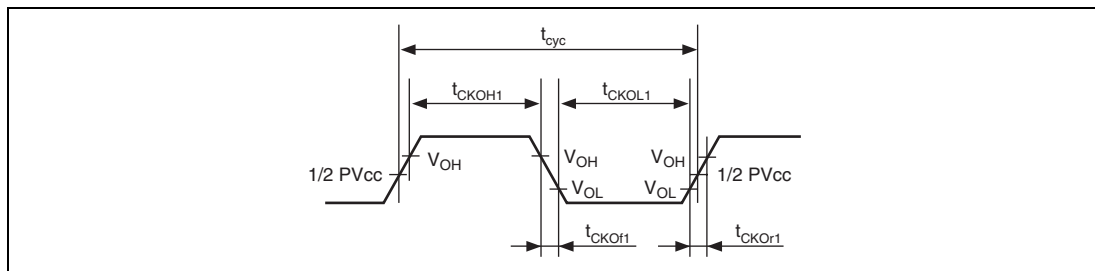 tcyc
tCKOH1 tCKOL1
VOH VOH VOH
1/2 PVcc 1/2 PVcc
VOL VOL
tCKOf1 tCKOr1